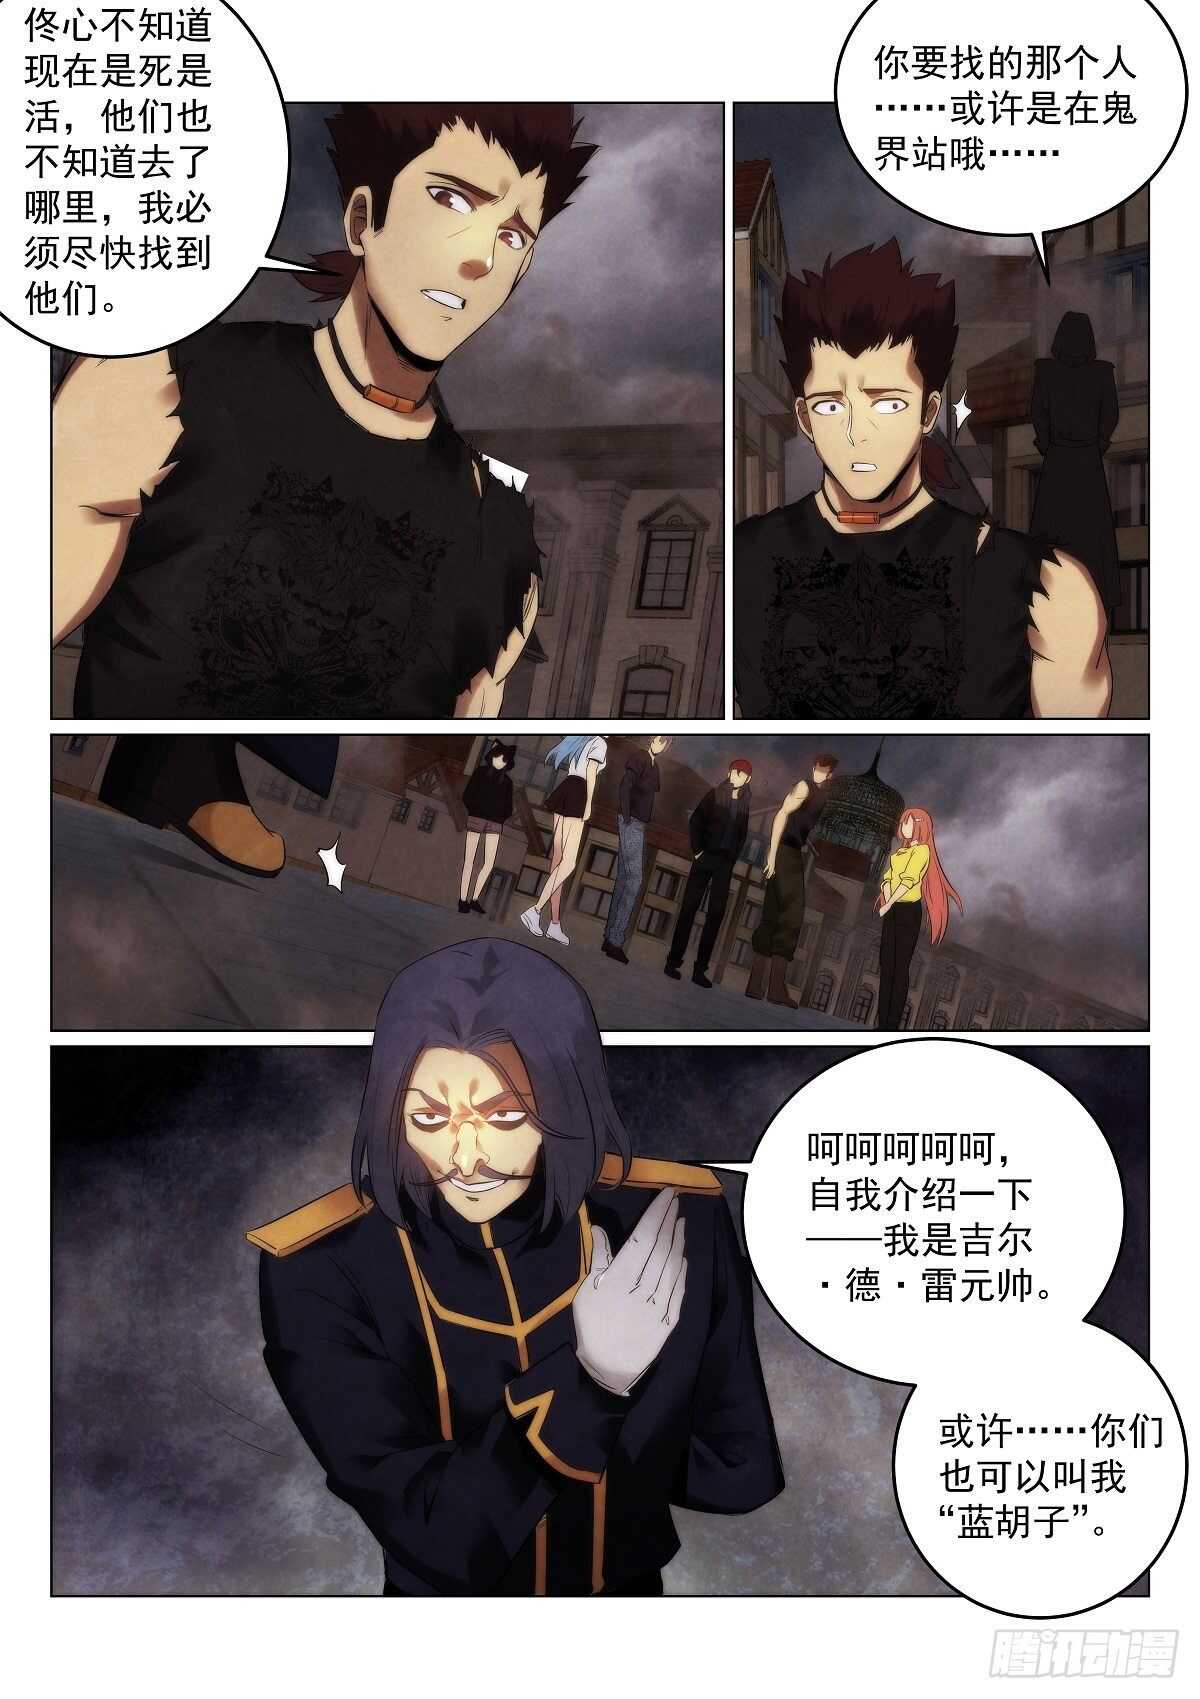 佟心不知道
现在是死是
活，他们也
不知道去了
哪里，我必
须尽快找到
他们。
你要找的那个人
……或许是在鬼
界站哦……
呵呵呵呵呵，
自我介绍一下
——我是吉尔
·德·雷元帅。
或许……你们
也可以叫我
“蓝胡子”。
腾讯动漫